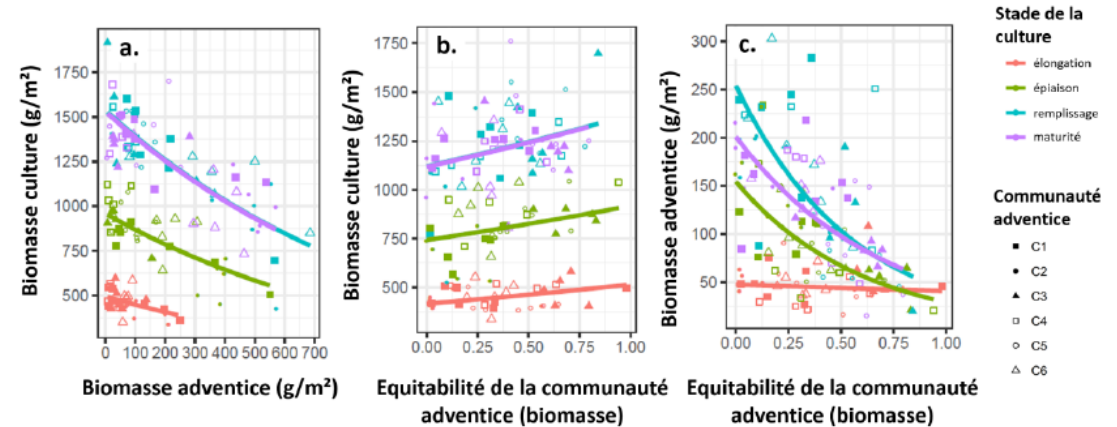 a.
Biomasse culture (g/m²)
1750
1500
1250
1000
750
500
0 100 200 300 400 500 600 700
Biomasse adventice (g/m²)
b.
Biomasse culture (g/m²)
1750
1500
1250
1000
750
500
0.00 0.25 0.50 0.75 1.00
Equitabilité de la communauté
adventice (biomasse)
c.
Biomasse adventice (g/m²)
300
250
200
150
100
50
0.00 0.25 0.50 0.75 1.00
Equitabilité de la communauté
adventice (biomasse)
Stade de la
culture
élongation
épiaison
remplissage
maturité
Communauté
adventice
C1
C2
C3
C4
C5
C6